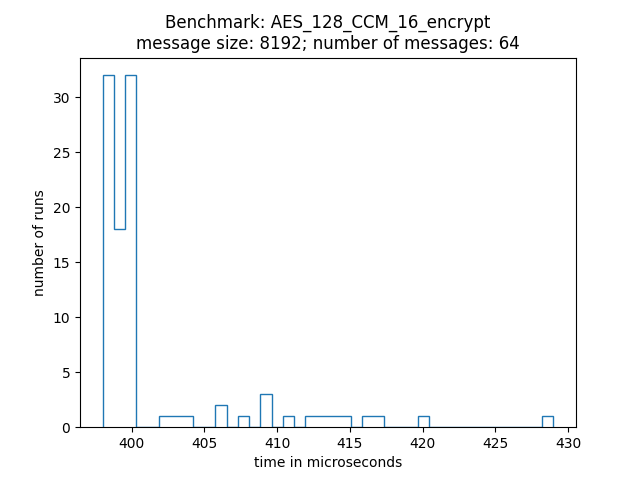 Benchmark: AES_128_CCM_16_encrypt
message size: 8192; number of messages: 64
number of runs
30
25
20
15
10
5
0
400 405 410 415 420 425 430
time in microseconds